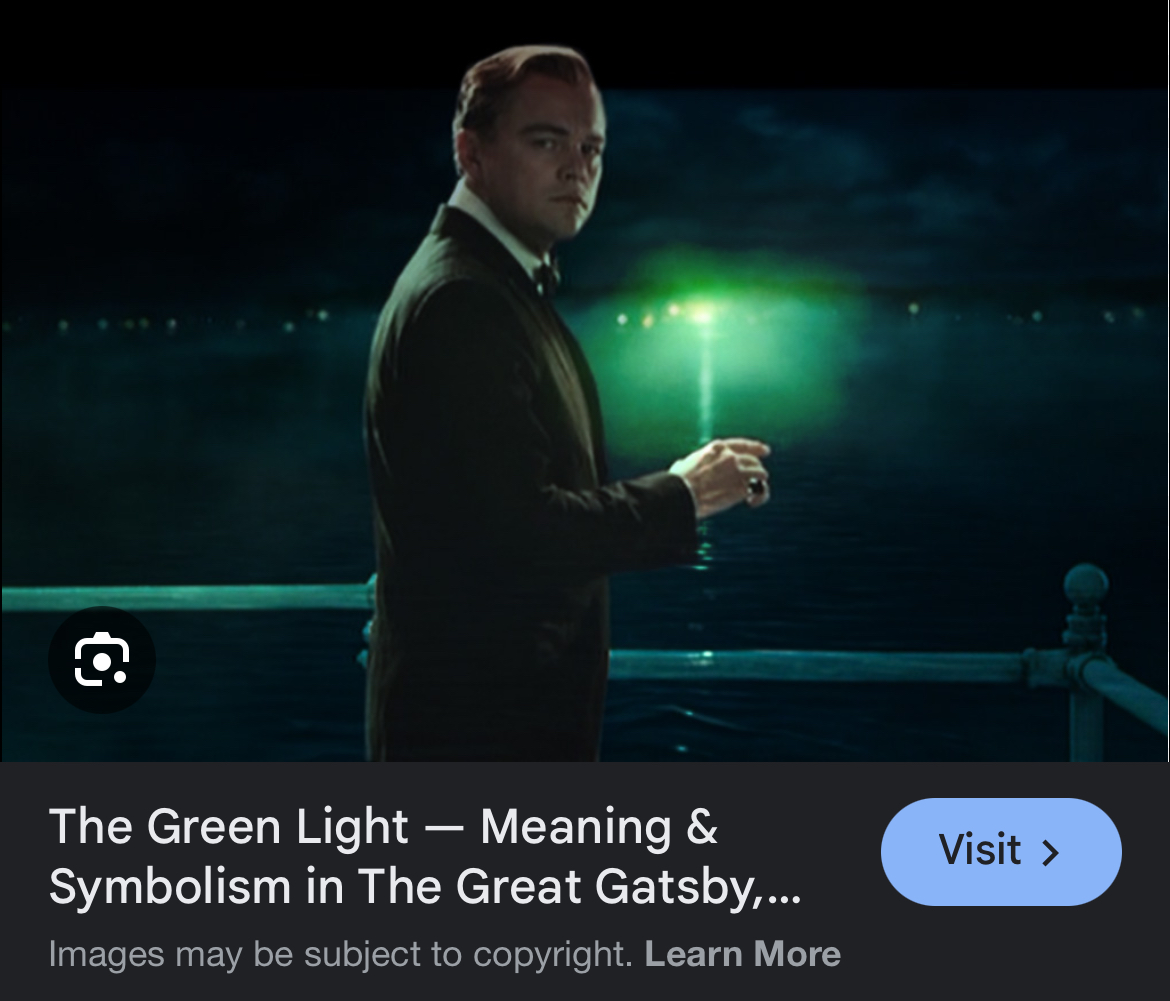 The Green Light — Meaning &
Symbolism in The Great Gatsby,...
Visit
Images may be subject to copyright. Learn More